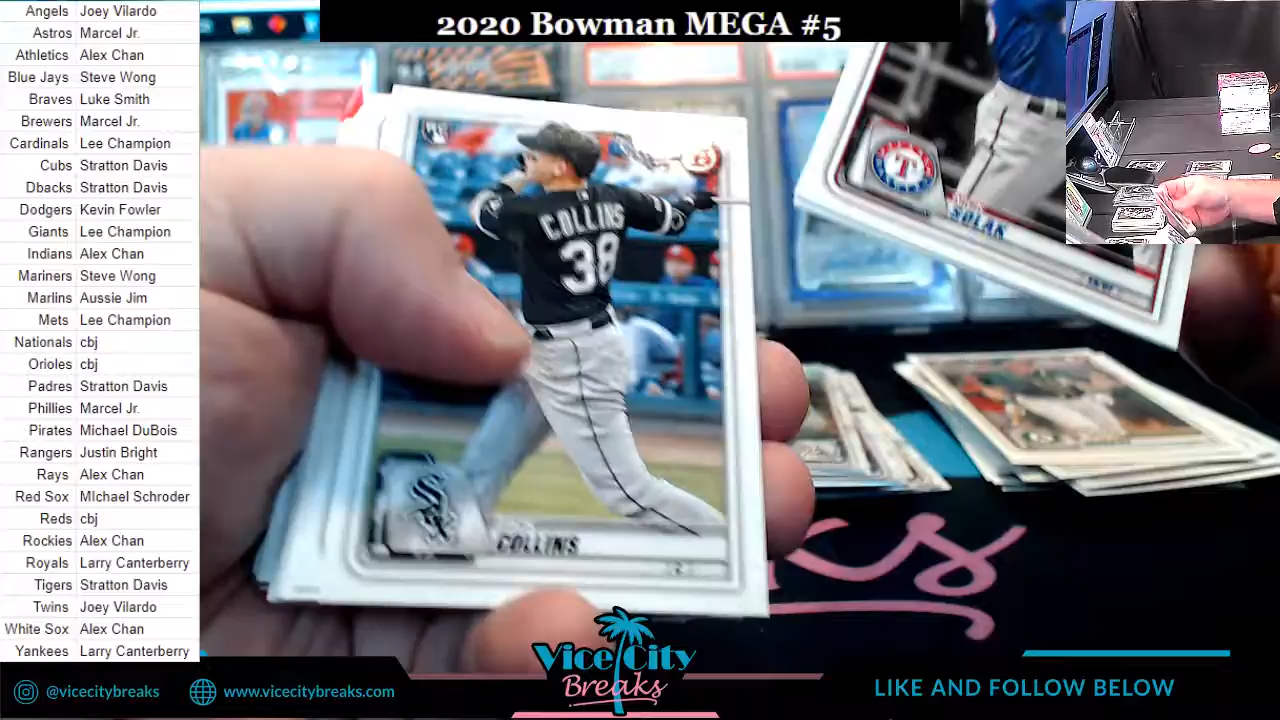 2020 Bowman MEGA #5
Angels Joey Vilardo
Astros Marcel Jr.
Athletics Alex Chan
Blue Jays Steve Wong
Braves Luke Smith
Brewers Marcel Jr.
Cardinals Lee Champion
Cubs Stratton Davis
Dbacks Stratton Davis
Dodgers Kevin Fowler
Giants Lee Champion
Indians Alex Chan
Mariners Steve Wong
Marlins Aussie Jim
Mets Lee Champion
Nationals cbj
Orioles cbj
Padres Stratton Davis
Phillies Marcel Jr.
Pirates Michael DuBois
Rangers Justin Bright
Rays Alex Chan
Red Sox MIchael Schroder
Reds cbj
Rockies Alex Chan
Royals Larry Canterberry
Tigers Stratton Davis
Twins Joey Vilardo
White Sox Alex Chan
Yankees Larry Canterberry
COLLINS
38
COLLINS
T
SOLAK
Vice City
Breaks
@vicecitybreaks
www.vicecitybreaks.com
LIKE AND FOLLOW BELOW